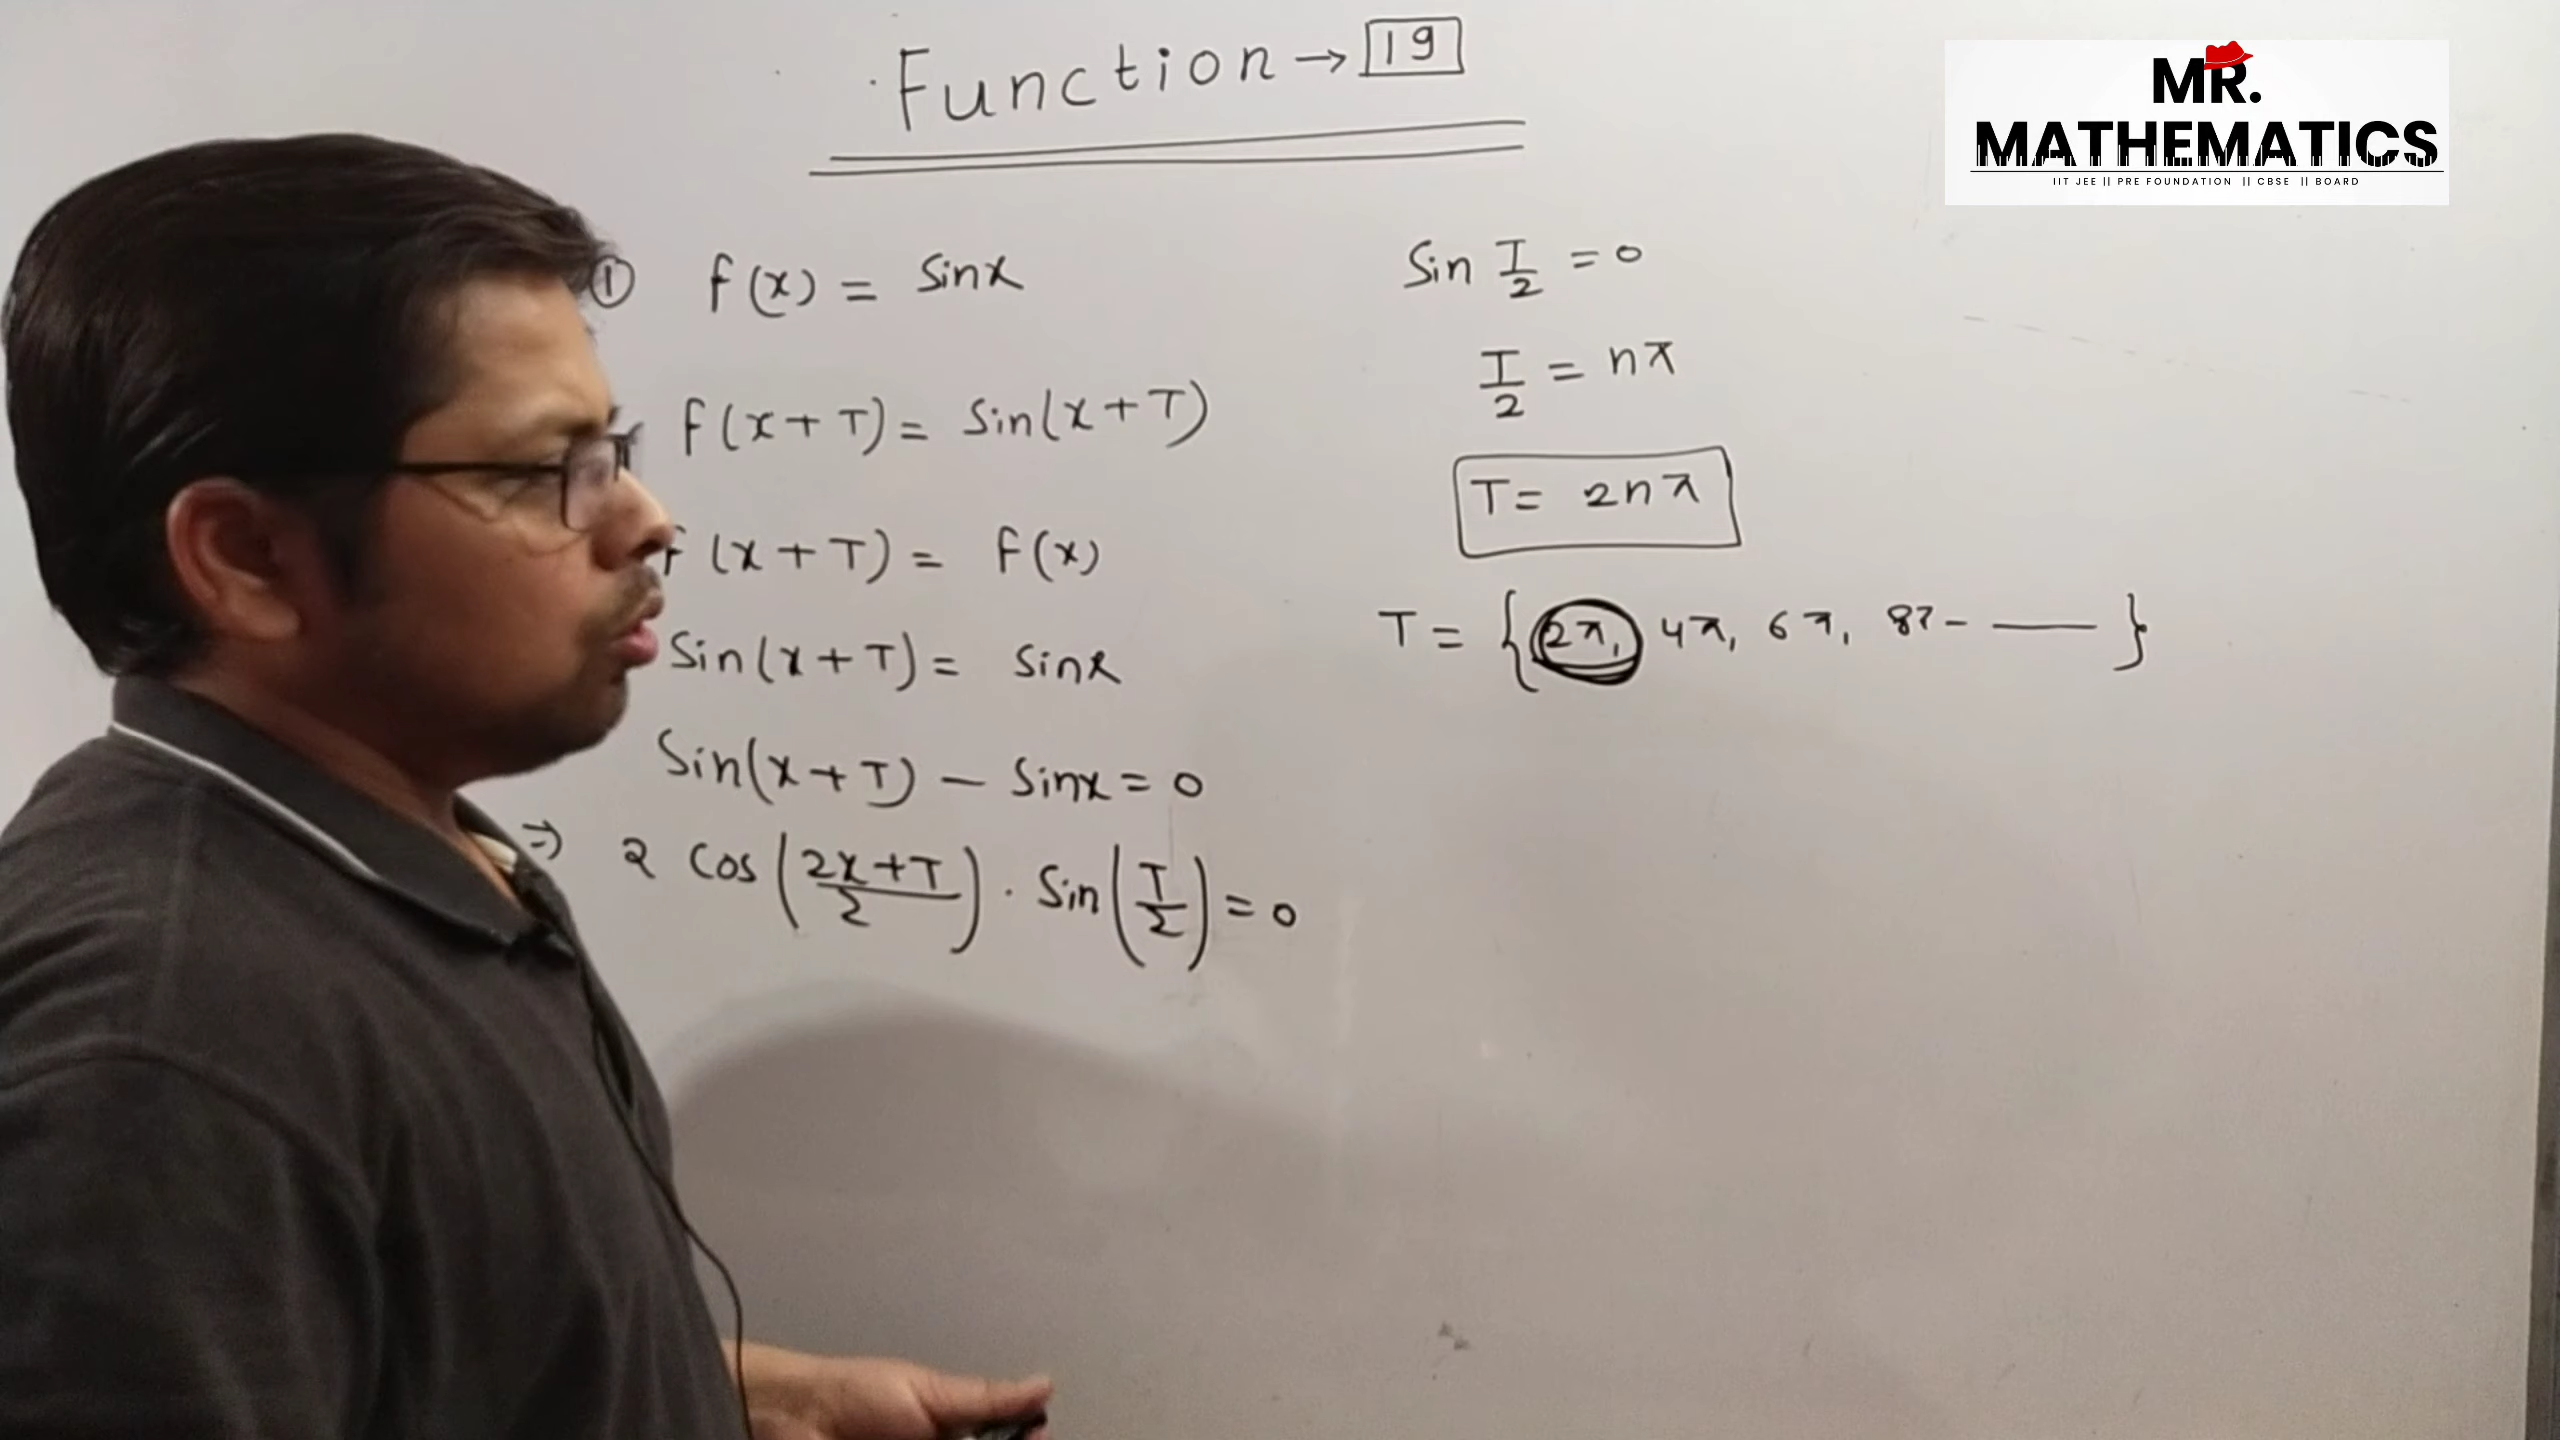 Function → 19
MR.
MATHEMATICS
IIT JEE || PRE FOUNDATION || CBSE || BOARD
① f(x) = Sinx
f(x+T) = Sin(x+T)
f(x+T) = f(x)
Sin(x+T) = Sinx
Sin(x+T) − Sinx = 0
⇒ 2 Cos(2x+T/2) · Sin(T/2) = 0
Sin T/2 = 0
T/2 = nπ
T = 2nπ
T = {2π, 4π, 6π, 8π - —— }